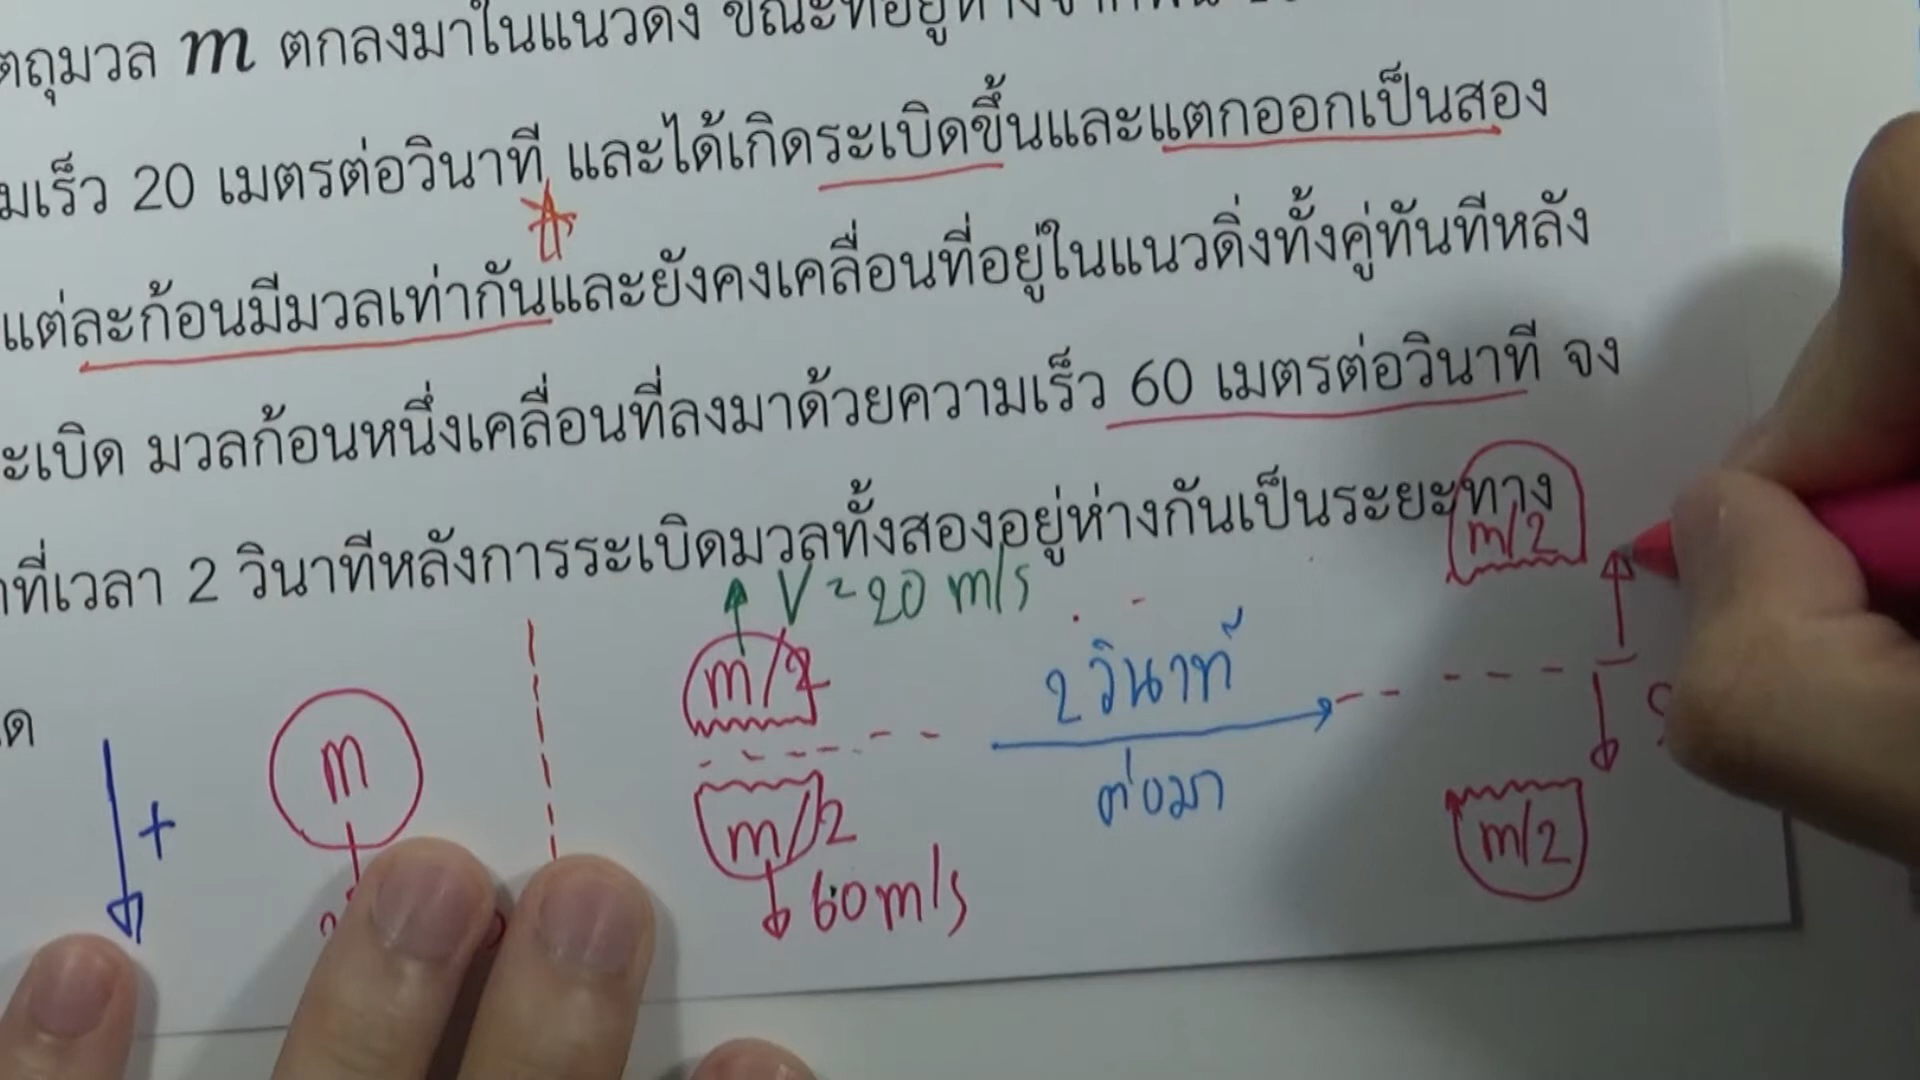 ตถุมวล m ตกลงมาในแนวดิ่ง ขณะที่อยู่ห่างจาก
มเร็ว 20 เมตรต่อวินาที และได้เกิดระเบิดขึ้นและแตกออกเป็นสอง
แต่ละก้อนมีมวลเท่ากันและยังคงเคลื่อนที่อยู่ในแนวดิ่งทั้งคู่ทันทีหลัง
ะเบิด มวลก้อนหนึ่งเคลื่อนที่ลงมาด้วยความเร็ว 60 เมตรต่อวินาที จง
าที่เวลา 2 วินาทีหลังการระเบิดมวลทั้งสองอยู่ห่างกันเป็นระยะทาง
m/2
V = 20 m/s
m/2
2 วินาที
ด
m
+
ต่อมา
m/2
m/2
60 m/s